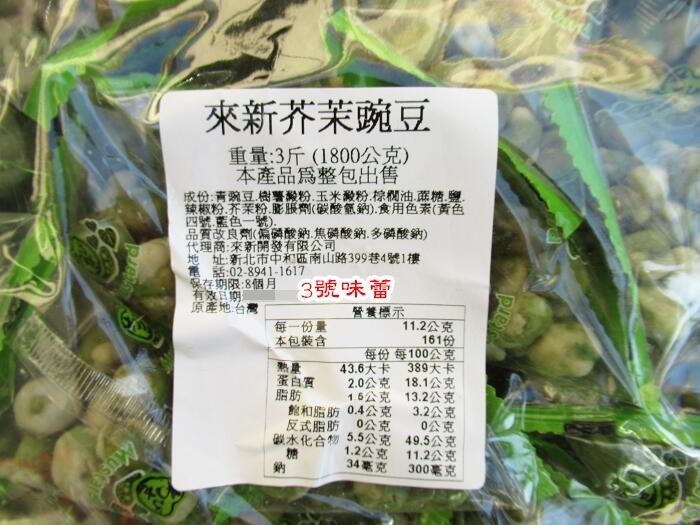 來新芥茉豌豆
重量:3斤 (1800公克)
本產品為整包出售
成份:青豌豆.樹薯澱粉.玉米澱粉.棕櫚油.蔗糖.鹽.
辣椒粉.芥茉粉.膨脹劑(碳酸氫鈉).食用色素(黃色
四號.藍色一號).
品質改良劑(偏磷酸鈉.焦磷酸鈉.多磷酸鈉)
代理商:來新開發有限公司
地 址:新北市中和區南山路399巷4號1樓
電 話:02-8941-1617
保存期限:8個月
有效日期
3號味蕾
原產地:台灣
營養標示
每一份量 11.2公克
本包裝含 161份
每份 每100公克
熱量 43.6大卡 389大卡
蛋白質 2.0公克 18.1公克
脂肪 1.5公克 13.2公克
飽和脂肪 0.4公克 3.2公克
反式脂肪 0公克 0公克
碳水化合物 5.5公克 49.5公克
糖 1.2公克 11.2公克
鈉 34毫克 300毫克